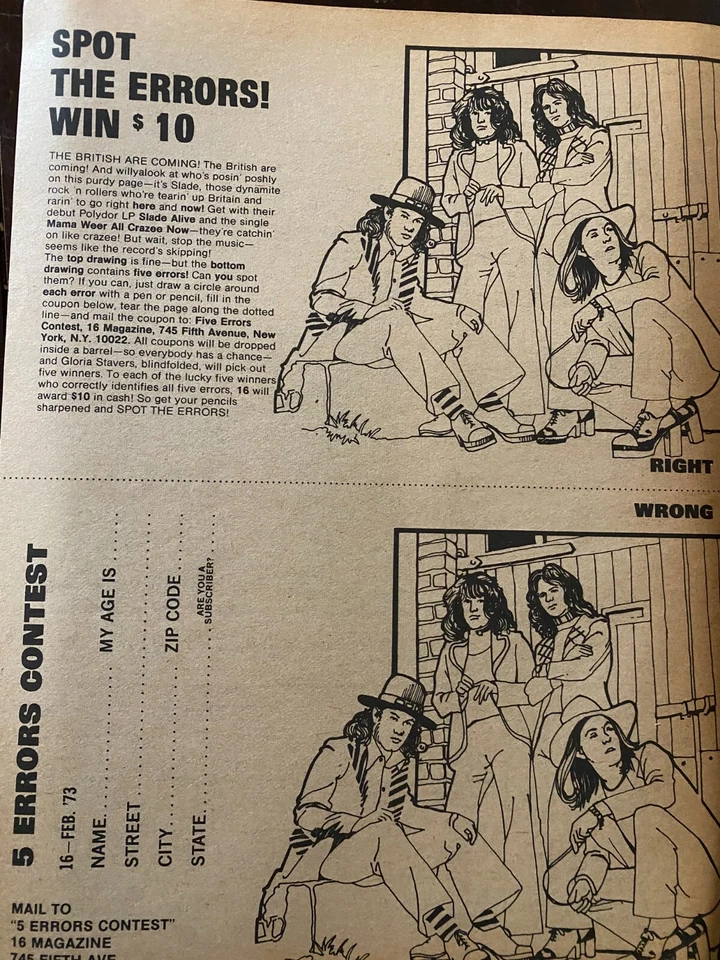 SPOT
THE ERRORS!
WIN $10
THE BRITISH ARE COMING! The British are
coming! And willyalook at who's posin' poshly
on this purdy page—it's Slade, those dynamite
rock 'n rollers who're tearin' up Britain and
rarin' to go right here and now! Get with their
debut Polydor LP Slade Alive and the single
Mama Weer All Crazee Now—they're catchin'
on like crazee! But wait, stop the music—
seems like the record's skipping!
The top drawing is fine—but the bottom
drawing contains five errors! Can you spot
them? If you can, just draw a circle around
each error with a pen or pencil, fill in the
coupon below, tear the page along the dotted
line—and mail the coupon to: Five Errors
Contest, 16 Magazine, 745 Fifth Avenue, New
York, N.Y. 10022. All coupons will be dropped
inside a barrel—so everybody has a chance—
and Gloria Stavers, blindfolded, will pick out
five winners. To each of the lucky five winners
who correctly identifies all five errors, 16 will
award $10 in cash! So get your pencils
sharpened and SPOT THE ERRORS!
RIGHT
WRONG
5 ERRORS CONTEST
16—FEB. '73
NAME MY AGE IS
STREET
CITY ZIP CODE
STATE ARE YOU A
SUBSCRIBER?
MAIL TO
"5 ERRORS CONTEST"
16 MAGAZINE
745 FIFTH AVE